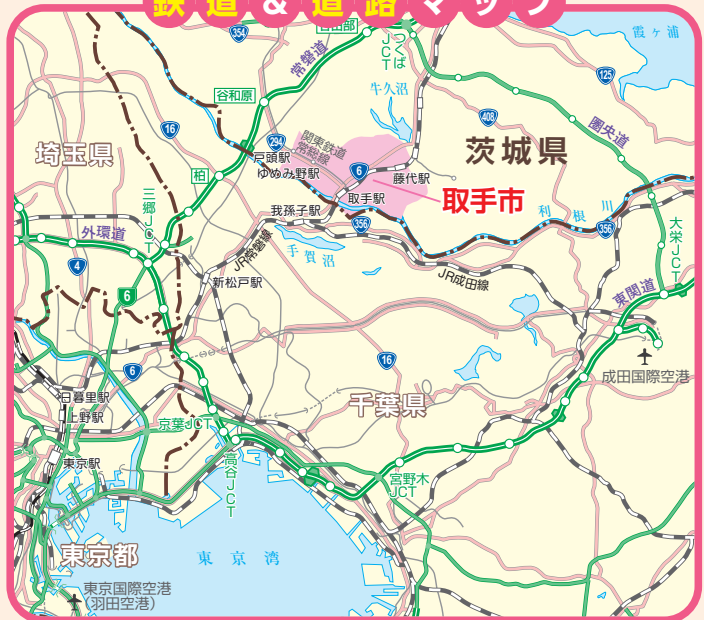 鉄道&道路マップ
354
常磐道
つくば
JCT
霞ヶ浦
125
牛久沼
谷和原
408
圏央道
16
294
関東鉄道
常総線
埼玉県
戸頭駅
ゆめみ野駅
6
藤代駅
茨城県
柏
取手駅
取手市
三郷JCT
我孫子駅
356
利根川
356
外環道
JR常磐線
手賀沼
大栄JCT
4
JR成田線
新松戸駅
東関道
6
16
6
成田国際空港
日暮里駅
千葉県
上野駅
京葉JCT
東京駅
高谷JCT
宮野木
JCT
東京都
東京湾
東京国際空港
(羽田空港)